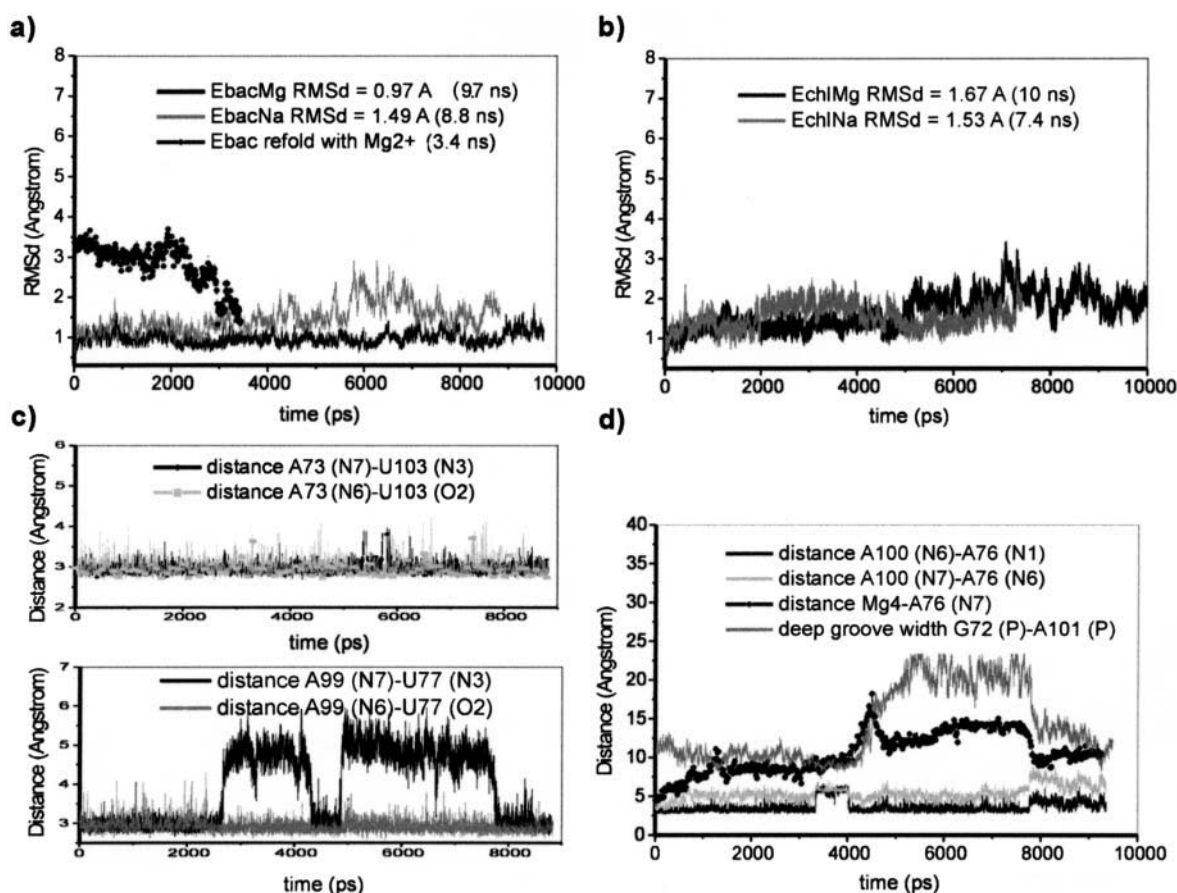 a)
8
7
6
5
4
3
2
1
RMSd (Angstrom)
EbacMg RMSd = 0.97 A (9.7 ns)
EbacNa RMSd = 1.49 A (8.8 ns)
Ebac refold with Mg2+ (3.4 ns)
0 2000 4000 6000 8000 10000
time (ps)
b)
8
7
6
5
4
3
2
1
RMSd (Angstrom)
EchlMg RMSd = 1.67 A (10 ns)
EchlNa RMSd = 1.53 A (7.4 ns)
0 2000 4000 6000 8000 10000
time (ps)
c)
6
5
4
3
2
Distance (Angstrom)
distance A73 (N7)-U103 (N3)
distance A73 (N6)-U103 (O2)
0 2000 4000 6000 8000
time (ps)
7
6
5
4
3
Distance (Angstrom)
distance A99 (N7)-U77 (N3)
distance A99 (N6)-U77 (O2)
0 2000 4000 6000 8000
time (ps)
d)
40
35
30
25
20
15
10
5
0
Distance (Angstrom)
distance A100 (N6)-A76 (N1)
distance A100 (N7)-A76 (N6)
distance Mg4-A76 (N7)
deep groove width G72 (P)-A101 (P)
0 2000 4000 6000 8000 10000
time (ps)